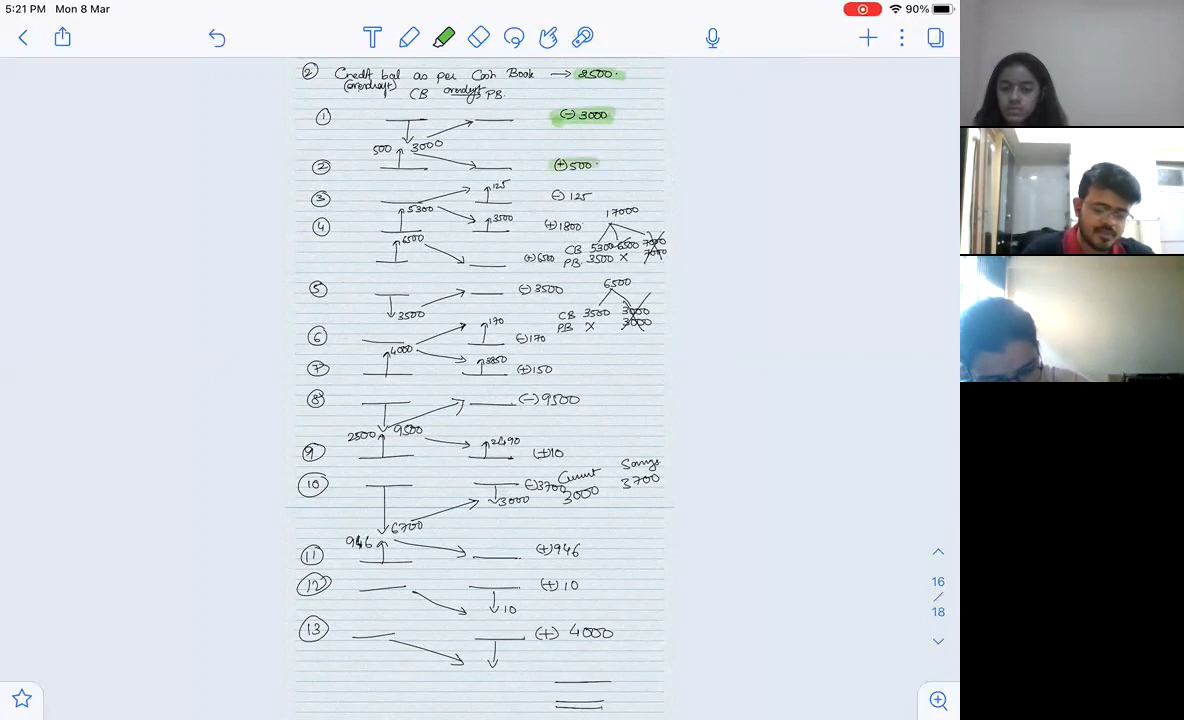 5:21 PM Mon 8 Mar 90%
② Credit bal as per Cash Book → 2500.
(overdraft) CB overdraft PB.
① (-) 3000
500 3000
② (+) 500.
③ 125 (-) 125
5300 17000
④ 3500 (+) 1800
6500 CB 5300 6500 7000
(+) 6500 PB. 3500 X 7000
⑤ (-) 3500 6500
3500 CB 3500 3000
170 PB X 3000
⑥ (-) 170
4000
⑦ 3850 (+) 150
⑧ (-) 9500
2500 9500
⑨ 2490 (+) 10
Current Savings
⑩ (-) 3700 3000 3700
3000
6700
946
⑪ (+) 946
⑫ (+) 10
10
⑬ (+) 4000
16
/
18